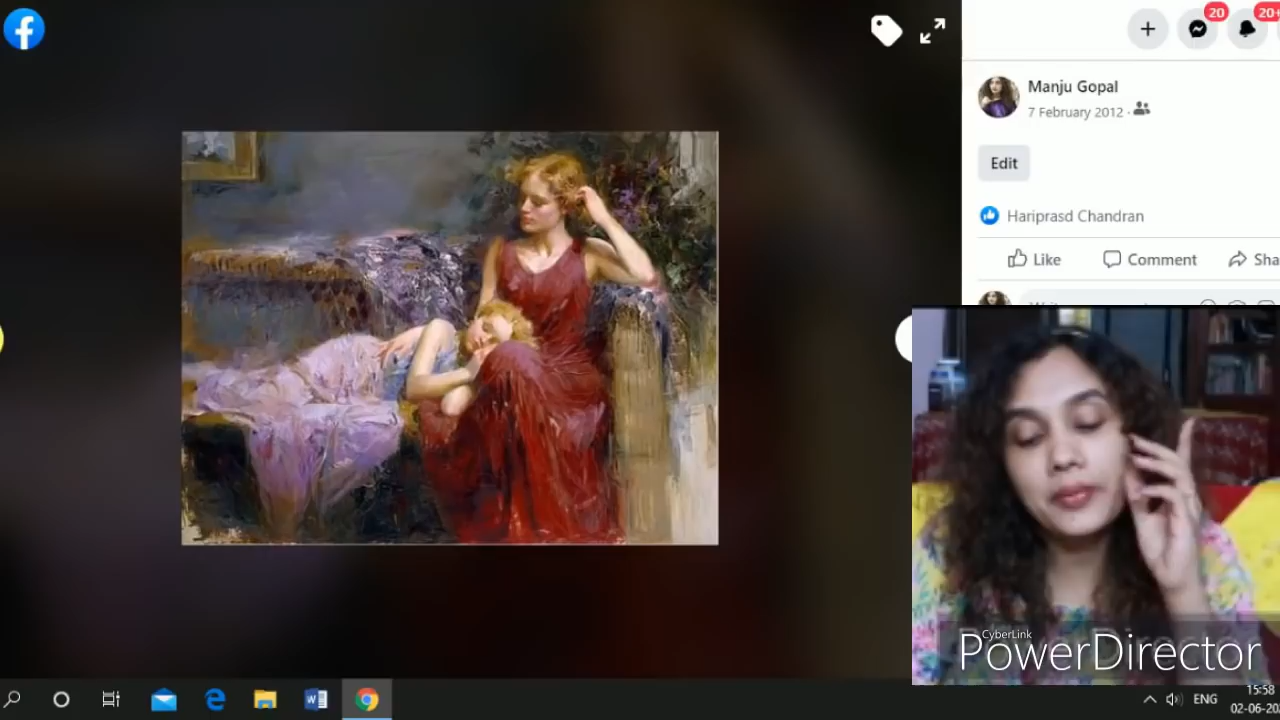 20
20+
Manju Gopal
7 February 2012
Edit
Hariprasd Chandran
Like
Comment
Sha
CyberLink
PowerDirector
W
ENG
15:58
02-06-20